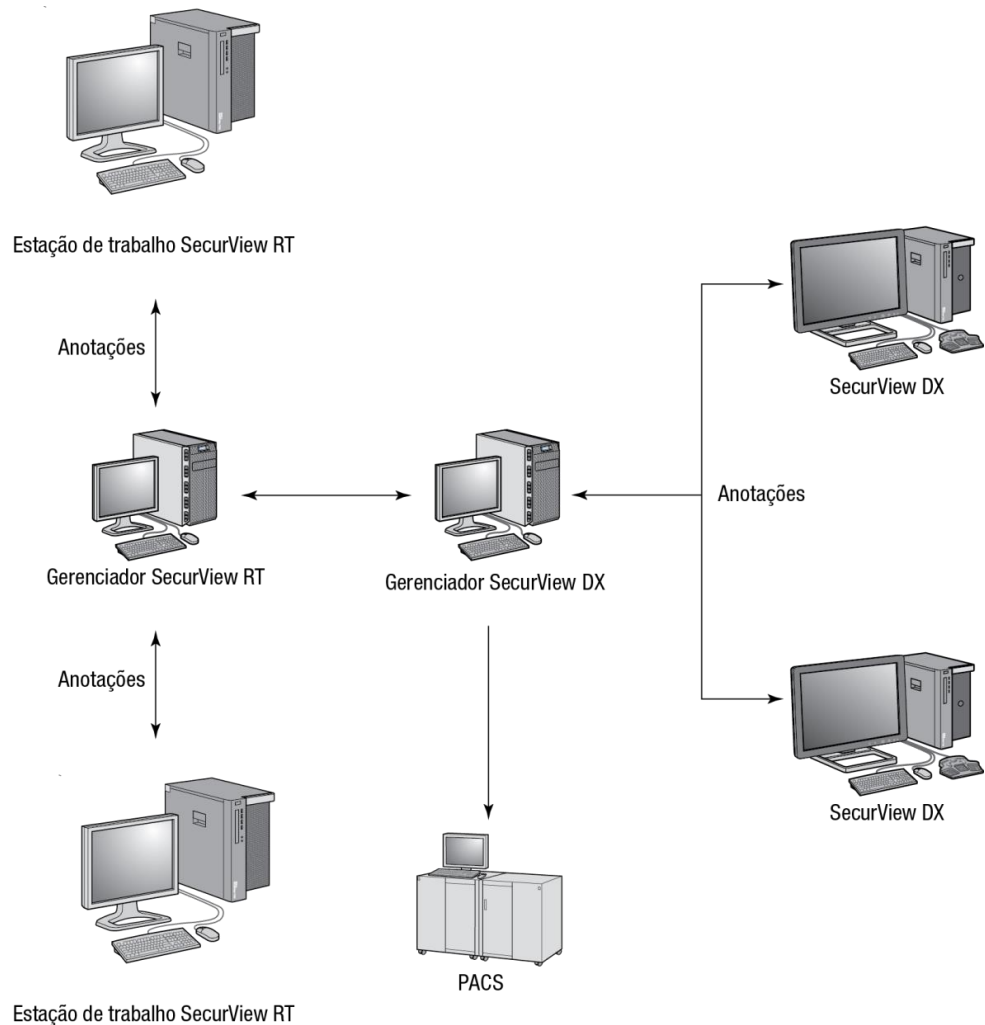 Estação de trabalho SecurView RT
Anotações
SecurView DX
Anotações
Gerenciador SecurView RT
Gerenciador SecurView DX
Anotações
SecurView DX
PACS
Estação de trabalho SecurView RT